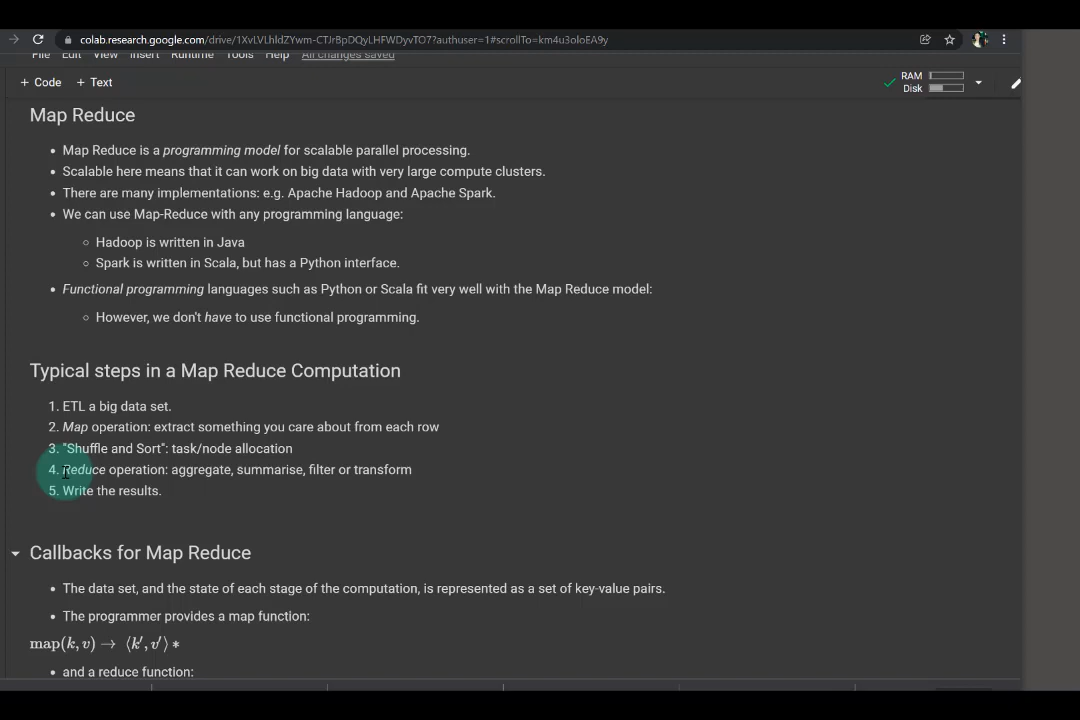 colab.research.google.com/drive/1XvLVLhldZYwm-CTJrBpDQyLHFWDyvTO7?authuser=1#scrollTo=km4u3oloEA9y
File Edit View Insert Runtime Tools Help All changes saved
+ Code + Text
RAM
Disk
Map Reduce
• Map Reduce is a programming model for scalable parallel processing.
• Scalable here means that it can work on big data with very large compute clusters.
• There are many implementations: e.g. Apache Hadoop and Apache Spark.
• We can use Map-Reduce with any programming language:
◦ Hadoop is written in Java
◦ Spark is written in Scala, but has a Python interface.
• Functional programming languages such as Python or Scala fit very well with the Map Reduce model:
◦ However, we don't have to use functional programming.
Typical steps in a Map Reduce Computation
1. ETL a big data set.
2. Map operation: extract something you care about from each row
3. "Shuffle and Sort": task/node allocation
4. Reduce operation: aggregate, summarise, filter or transform
5. Write the results.
Callbacks for Map Reduce
• The data set, and the state of each stage of the computation, is represented as a set of key-value pairs.
• The programmer provides a map function:
map(k, v) → ⟨k′, v′⟩ ∗
• and a reduce function: